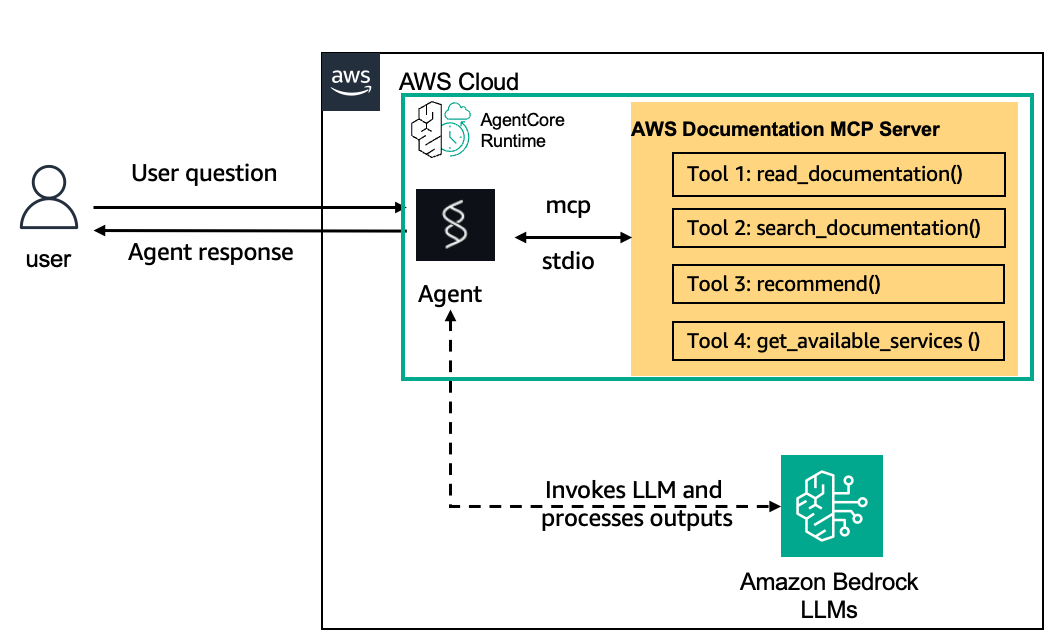 aws
AWS Cloud
AgentCore
Runtime
AWS Documentation MCP Server
Tool 1: read_documentation()
Tool 2: search_documentation()
Tool 3: recommend()
Tool 4: get_available_services ()
User question
Agent response
user
mcp
stdio
Agent
Invokes LLM and
processes outputs
Amazon Bedrock
LLMs